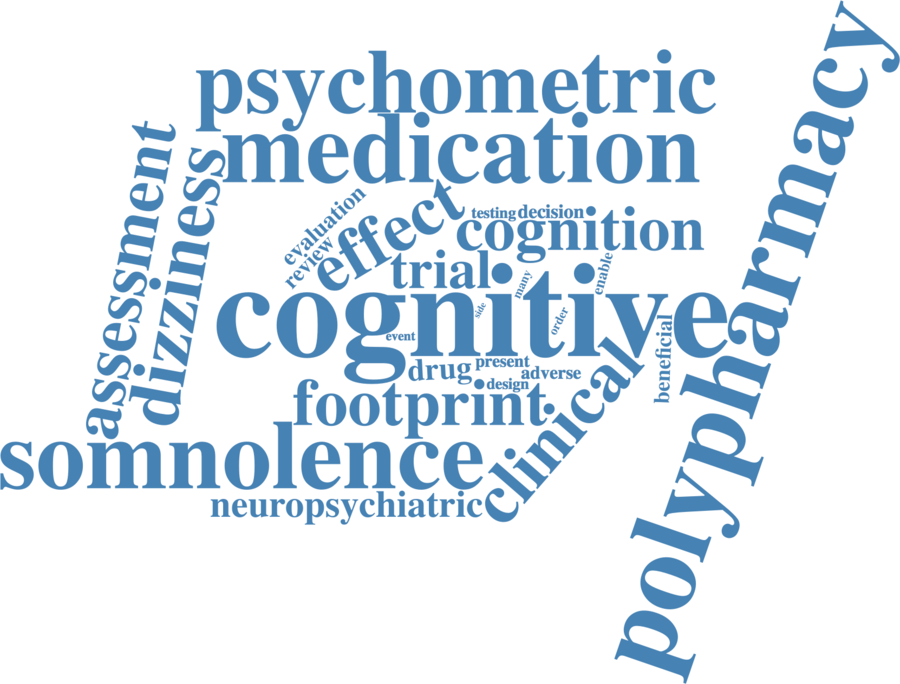 psychometric
medication
polypharmacy
assessment
dizziness
evaluation
review
effect
testing
decision
cognition
trial
many
enable
cognitive
side
order
event
beneficial
drug
present
adverse
design
footprint
clinical
somnolence
neuropsychiatric